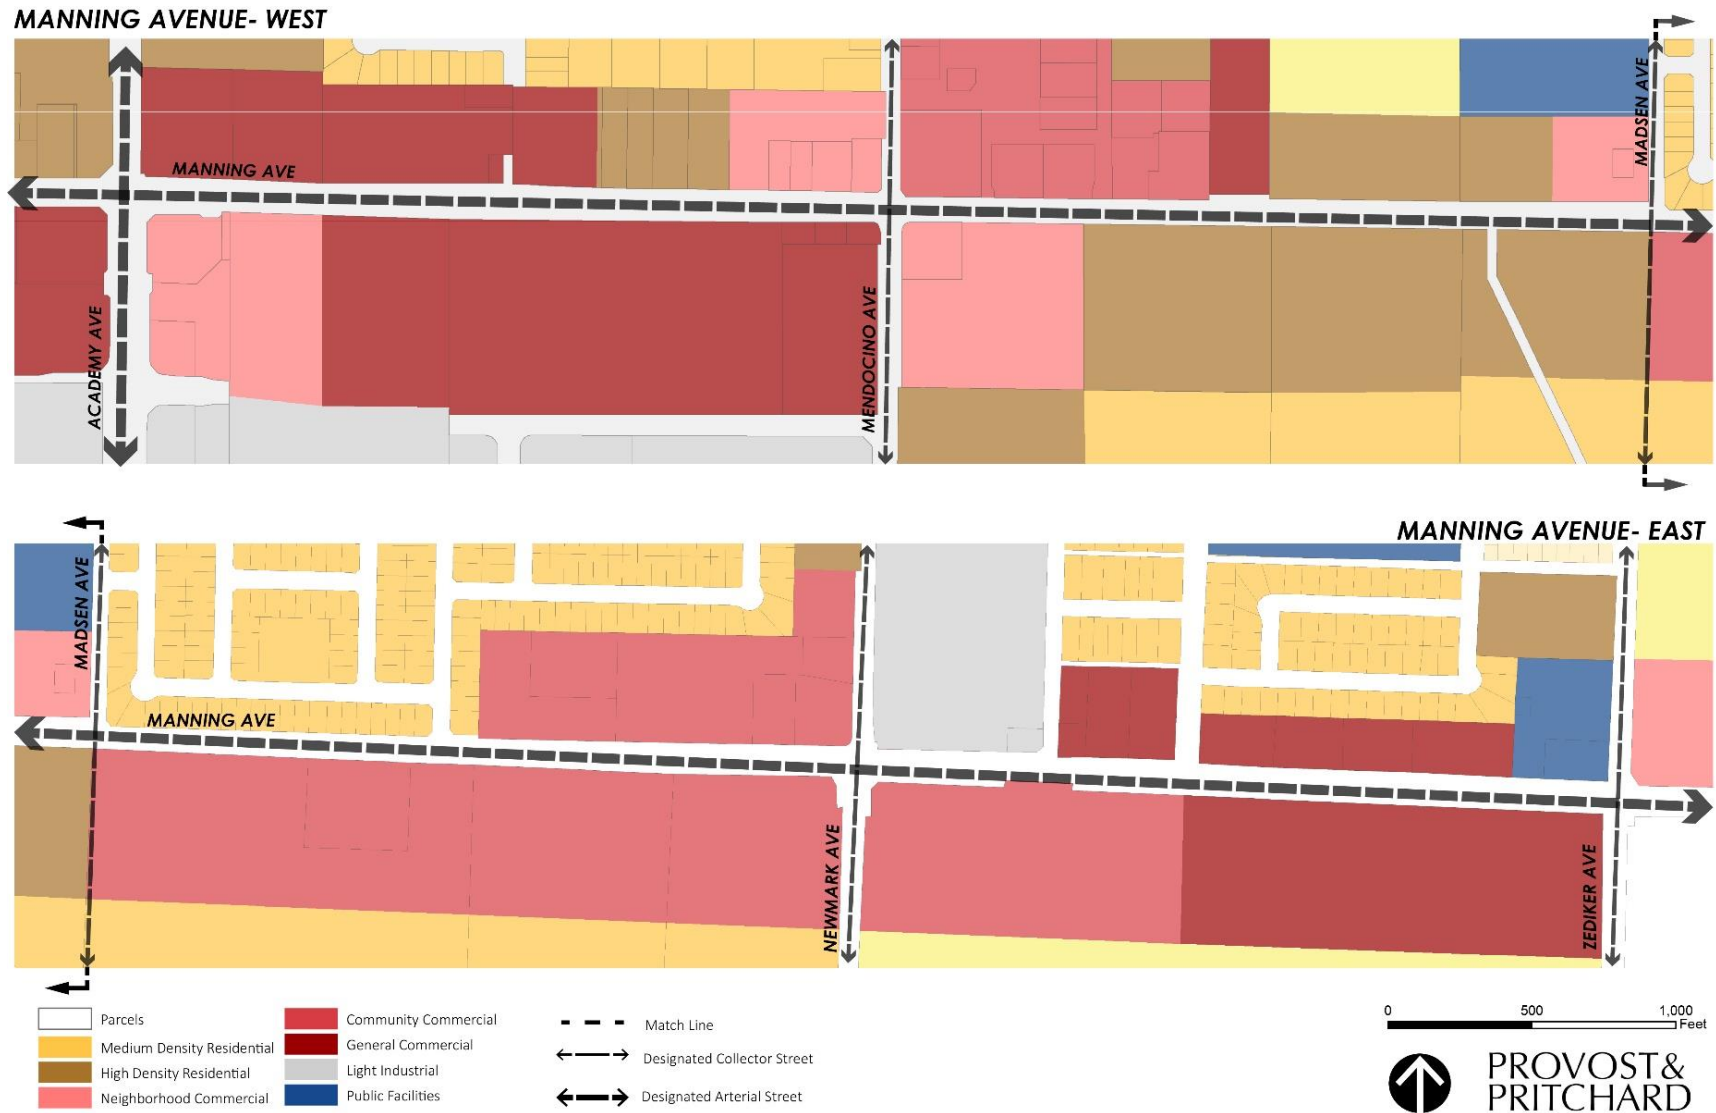 MANNING AVENUE- WEST
MADSEN AVE
MANNING AVE
ACADEMY AVE
MENDOCINO AVE
MANNING AVENUE- EAST
MADSEN AVE
MANNING AVE
NEWMARK AVE
ZEDIKER AVE
Parcels
Medium Density Residential
High Density Residential
Neighborhood Commercial
Community Commercial
General Commercial
Light Industrial
Public Facilities
Match Line
Designated Collector Street
Designated Arterial Street
0 500 1,000
Feet
PROVOST&
PRITCHARD